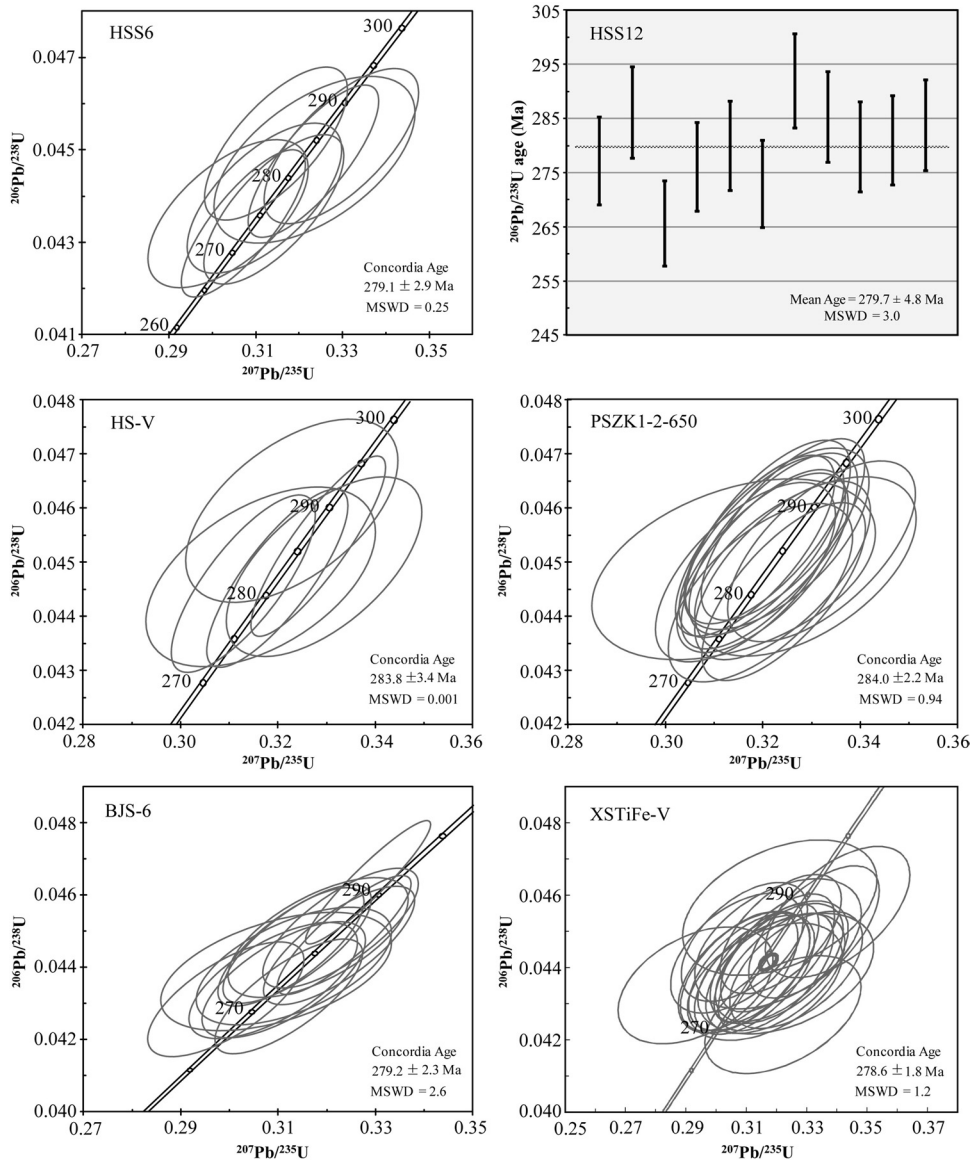 HSS6
300
290
280
270
260
0.047
0.045
0.043
0.041
²⁰⁶Pb/²³⁸U
Concordia Age
279.1 ± 2.9 Ma
MSWD = 0.25
0.27
0.29
0.31
0.33
0.35
²⁰⁷Pb/²³⁵U
HSS12
305
295
285
275
265
255
245
²⁰⁶Pb/²³⁸U age (Ma)
Mean Age = 279.7 ± 4.8 Ma
MSWD = 3.0
HS-V
300
290
280
270
0.048
0.047
0.046
0.045
0.044
0.043
0.042
²⁰⁶Pb/²³⁸U
Concordia Age
283.8 ±3.4 Ma
MSWD = 0.001
0.28
0.30
0.32
0.34
0.36
²⁰⁷Pb/²³⁵U
PSZK1-2-650
300
290
280
270
0.048
0.047
0.046
0.045
0.044
0.043
0.042
²⁰⁶Pb/²³⁸U
Concordia Age
284.0 ±2.2 Ma
MSWD = 0.94
0.28
0.30
0.32
0.34
0.36
²⁰⁷Pb/²³⁵U
BJS-6
290
270
0.048
0.046
0.044
0.042
0.040
²⁰⁶Pb/²³⁸U
Concordia Age
279.2 ± 2.3 Ma
MSWD = 2.6
0.27
0.29
0.31
0.33
0.35
²⁰⁷Pb/²³⁵U
XSTiFe-V
290
270
0.048
0.046
0.044
0.042
0.040
²⁰⁶Pb/²³⁸U
Concordia Age
278.6 ± 1.8 Ma
MSWD = 1.2
0.25
0.27
0.29
0.31
0.33
0.35
0.37
²⁰⁷Pb/²³⁵U